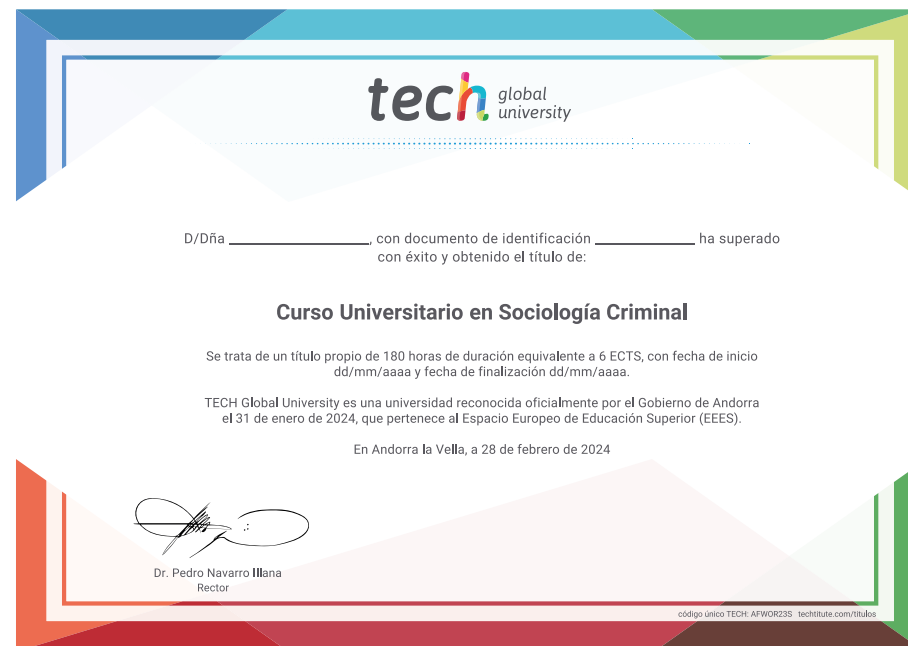 tech global university
D/Dña ____________________, con documento de identificación ______________ ha superado
con éxito y obtenido el título de:
Curso Universitario en Sociología Criminal
Se trata de un título propio de 180 horas de duración equivalente a 6 ECTS, con fecha de inicio
dd/mm/aaaa y fecha de finalización dd/mm/aaaa.
TECH Global University es una universidad reconocida oficialmente por el Gobierno de Andorra
el 31 de enero de 2024, que pertenece al Espacio Europeo de Educación Superior (EEES).
En Andorra la Vella, a 28 de febrero de 2024
Dr. Pedro Navarro Illana
Rector
código único TECH: AFWOR23S techtitute.com/titulos